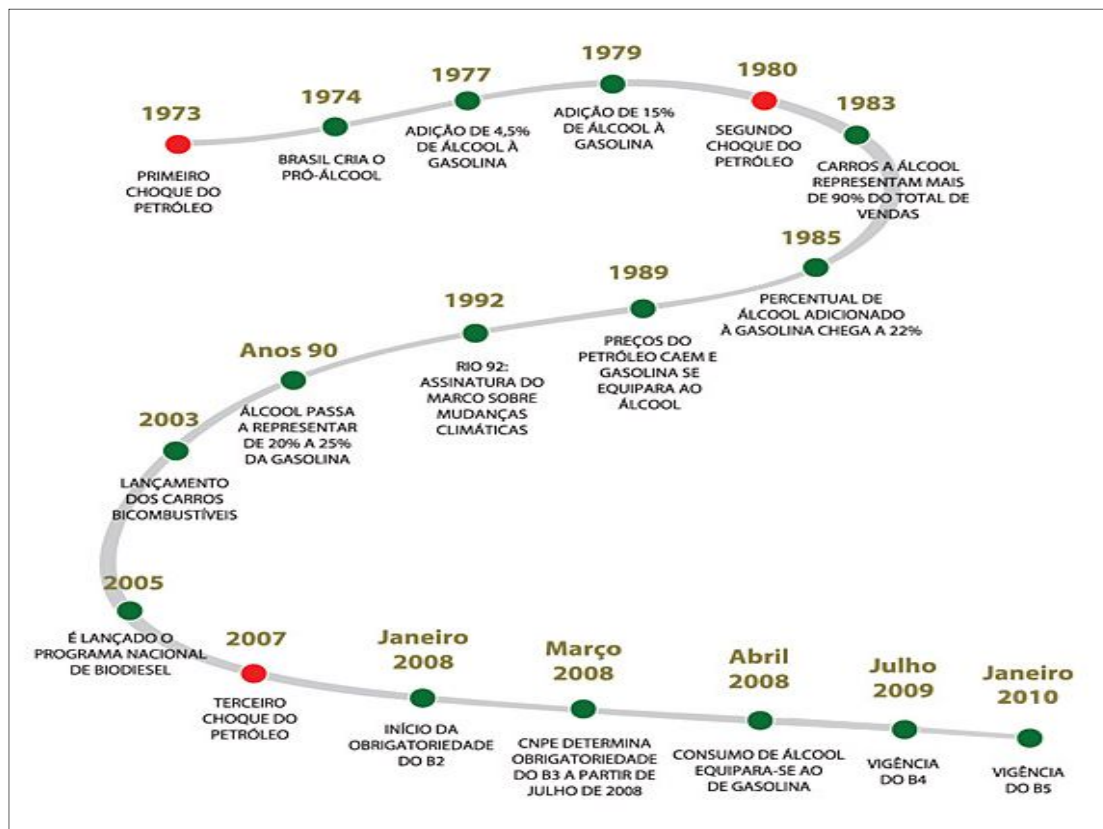 1973
PRIMEIRO
CHOQUE DO
PETRÓLEO
1974
BRASIL CRIA O
PRÓ-ÁLCOOL
1977
ADIÇÃO DE 4,5%
DE ÁLCOOL À
GASOLINA
1979
ADIÇÃO DE 15%
DE ÁLCOOL À
GASOLINA
1980
SEGUNDO
CHOQUE DO
PETRÓLEO
1983
CARROS A ÁLCOOL
REPRESENTAM MAIS
DE 90% DO TOTAL DE
VENDAS
1985
PERCENTUAL DE
ÁLCOOL ADICIONADO
À GASOLINA CHEGA A 22%
1989
PREÇOS DO
PETRÓLEO CAEM E
GASOLINA SE
EQUIPARA AO
ÁLCOOL
1992
RIO 92:
ASSINATURA DO
MARCO SOBRE
MUDANÇAS
CLIMÁTICAS
Anos 90
ÁLCOOL PASSA
A REPRESENTAR
DE 20% A 25%
DA GASOLINA
2003
LANÇAMENTO
DOS CARROS
BICOMBUSTÍVEIS
2005
É LANÇADO O
PROGRAMA NACIONAL
DE BIODIESEL
2007
TERCEIRO
CHOQUE DO
PETRÓLEO
Janeiro
2008
INÍCIO DA
OBRIGATORIEDADE
DO B2
Março
2008
CNPE DETERMINA
OBRIGATORIEDADE
DO B3 A PARTIR DE
JULHO DE 2008
Abril
2008
CONSUMO DE ÁLCOOL
EQUIPARA-SE AO
DE GASOLINA
Julho
2009
VIGÊNCIA
DO B4
Janeiro
2010
VIGÊNCIA
DO B5